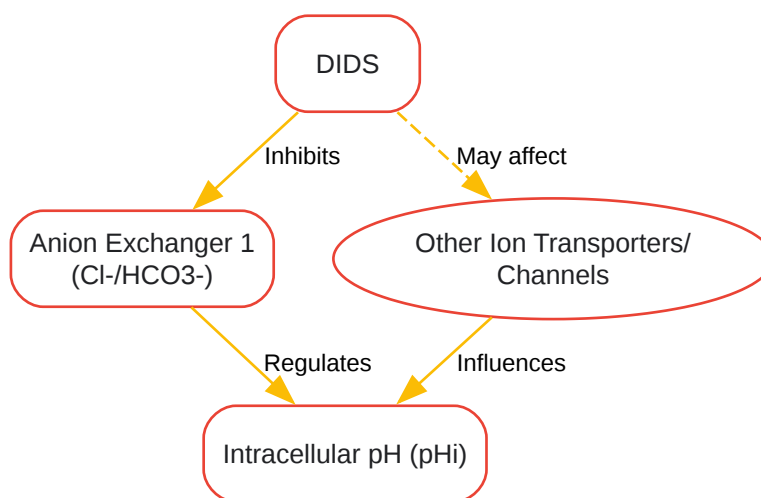 DIDS
Inhibits
May affect
Anion Exchanger 1
(Cl-/HCO3-)
Other Ion Transporters/
Channels
Regulates
Influences
Intracellular pH (pHi)